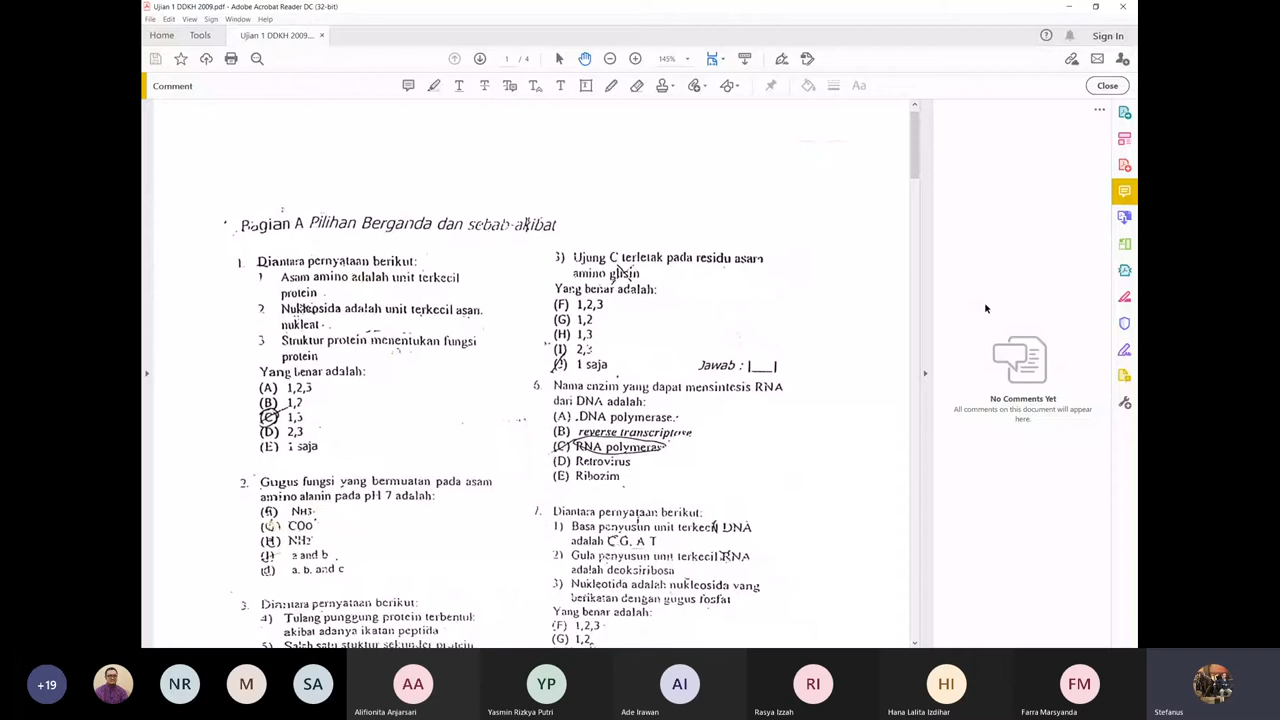 Ujian 1 DDKH 2009.pdf - Adobe Acrobat Reader DC (32-bit)
File Edit View Sign Window Help
Home Tools Ujian 1 DDKH 2009.... × Sign In
1 / 4 145%
Comment Close
Bagian A Pilihan Berganda dan sebab-akibat
1. Diantara pernyataan berikut:
1 Asam amino adalah unit terkecil
protein
2 Nukleosida adalah unit terkecil asam
nukleat
3 Struktur protein menentukan fungsi
protein
Yang benar adalah:
(A) 1,2,3
(B) 1,2
(C) 1,3
(D) 2,3
(E) 1 saja
2. Gugus fungsi yang bermuatan pada asam
amino alanin pada pH 7 adalah:
NH3
COO
(H) NH2
a and b
a. b. and c
3. Diantara pernyataan berikut:
4) Tulang punggung protein terbentuk
akibat adanya ikatan peptida
5) Salah satu stuktur sekunder protein
3) Ujung C terletak pada residu asam
amino glisin
Yang benar adalah:
(F) 1,2,3
(G) 1,2
(H) 1,3
(I) 2,3
1 saja Jawab : |___|
6. Nama enzim yang dapat mensintesis RNA
dari DNA adalah:
(A) DNA polymerase
(B) reverse transcriptase
(C) RNA polymerase
(D) Retrovirus
(E) Ribozim
7. Diantara pernyataan berikut:
1) Basa penyusun unit terkecil DNA
adalah C G, A T
2) Gula penyusun unit terkecil RNA
adalah deoksiribosa
3) Nukleotida adalah nukleosida yang
berikatan dengan gugus fosfat
Yang benar adalah:
(F) 1,2,3
(G) 1,2
No Comments Yet
All comments on this document will appear
here.
+19 NR M SA AA YP AI RI HI FM
Alifionita Anjarsari Yasmin Rizkya Putri Ade Irawan Rasya Izzah Hana Lalita Izdihar Farra Marsyanda Stefanus